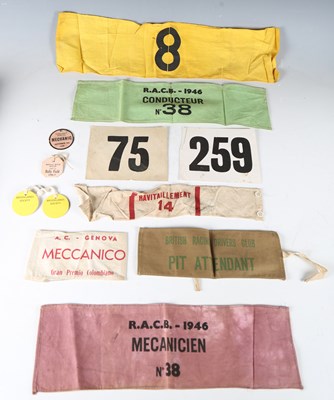 8
R.A.C.B. - 1946
CONDUCTEUR
N° 38
MECHANIC
75
259
RAVITAILLEMENT
14
A. C. - GENOVA
MECCANICO
Gran Premio Colombiano
BRITISH RACING DRIVERS CLUB
PIT ATTENDANT
R.A.C.B. - 1946
MECANICIEN
N° 38